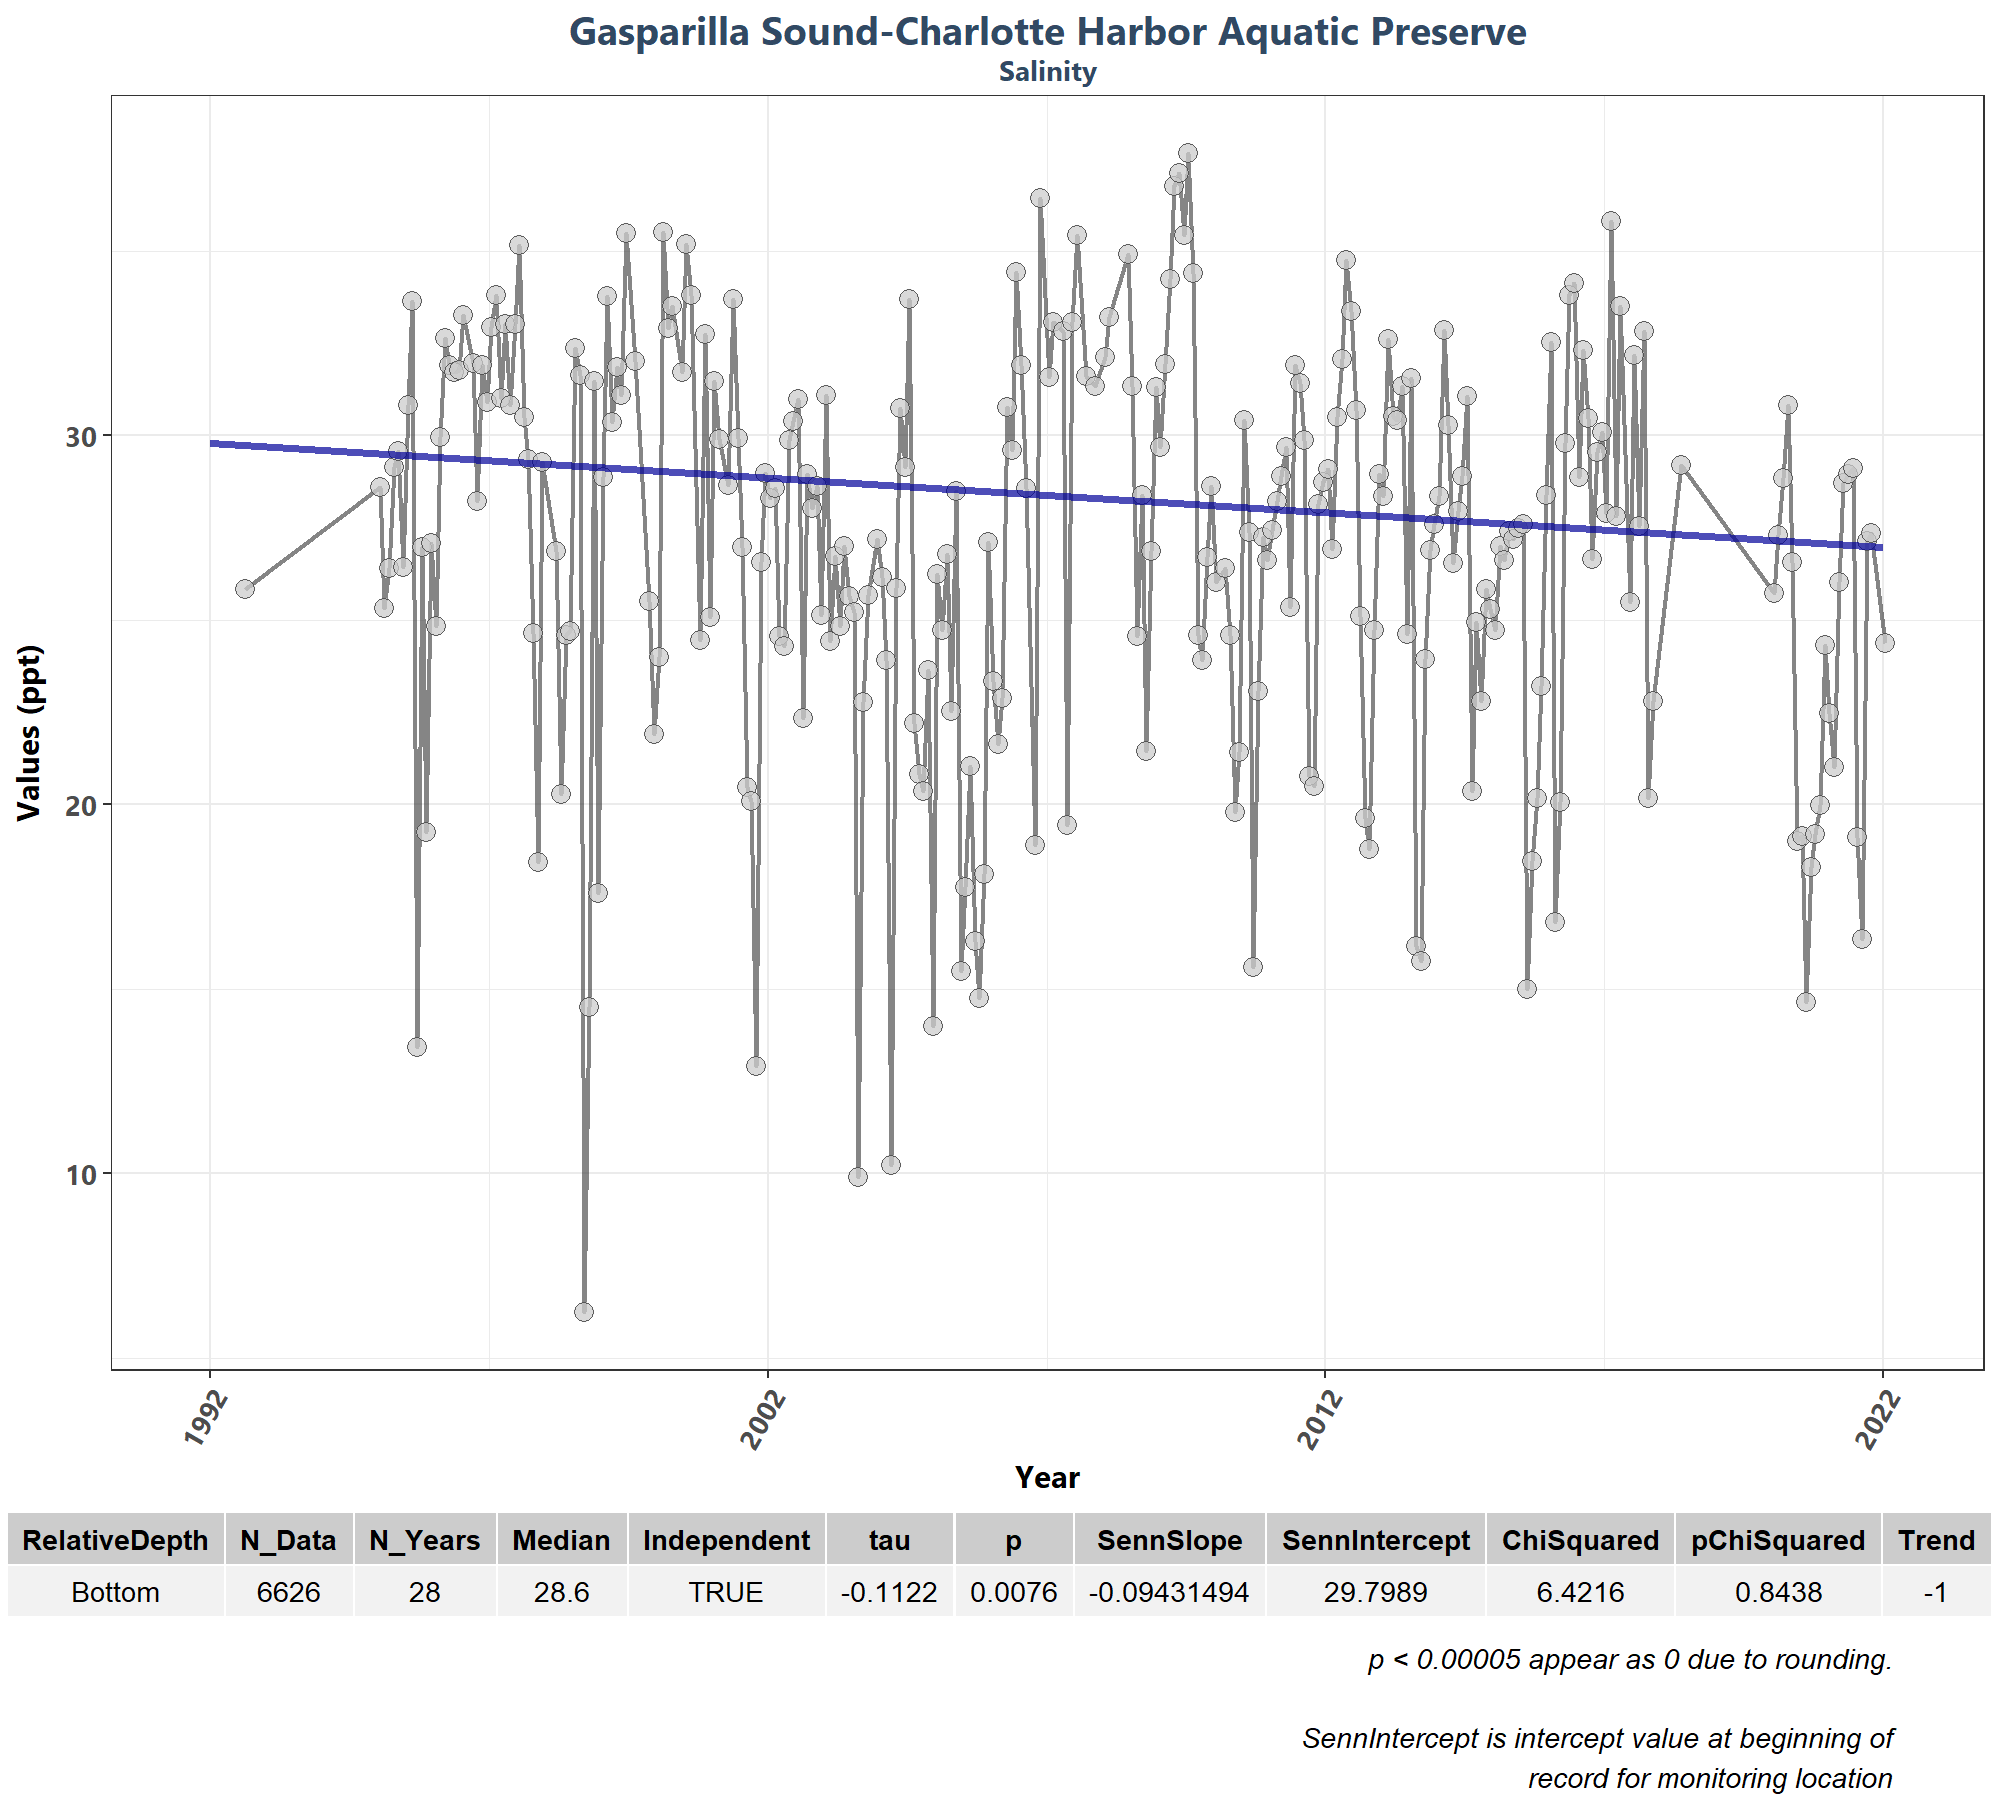 Gasparilla Sound-Charlotte Harbor Aquatic Preserve
Salinity
Values (ppt)
30
20
10
1992
2002
2012
2022
Year
RelativeDepth N_Data N_Years Median Independent tau p SennSlope SennIntercept ChiSquared pChiSquared Trend
Bottom 6626 28 28.6 TRUE -0.1122 0.0076 -0.09431494 29.7989 6.4216 0.8438 -1
p < 0.00005 appear as 0 due to rounding.
SennIntercept is intercept value at beginning of
record for monitoring location